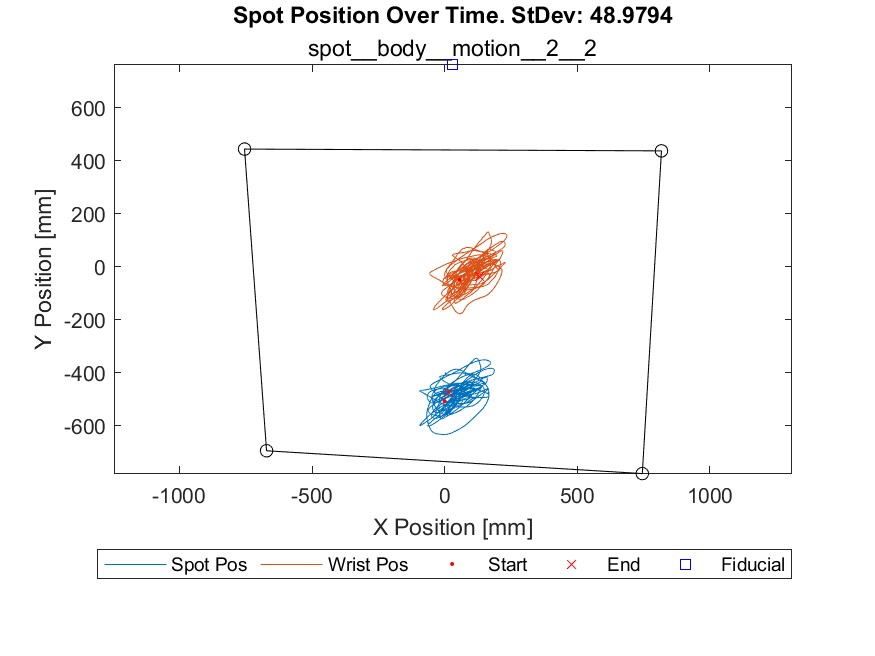 Spot Position Over Time. StDev: 48.9794
spot__body__motion__2__2
600
400
200
0
-200
-400
-600
Y Position [mm]
-1000 -500 0 500 1000
X Position [mm]
Spot Pos Wrist Pos Start End Fiducial